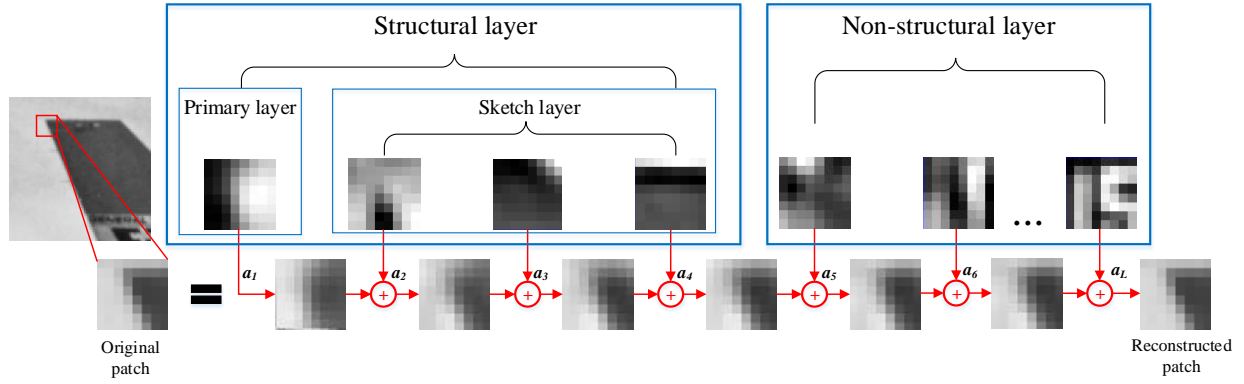 Structural layer
Non-structural layer
Primary layer
Sketch layer
...
a1
a2
a3
a4
a5
a6
aL
=
+
+
+
+
+
+
Original
patch
Reconstructed
patch